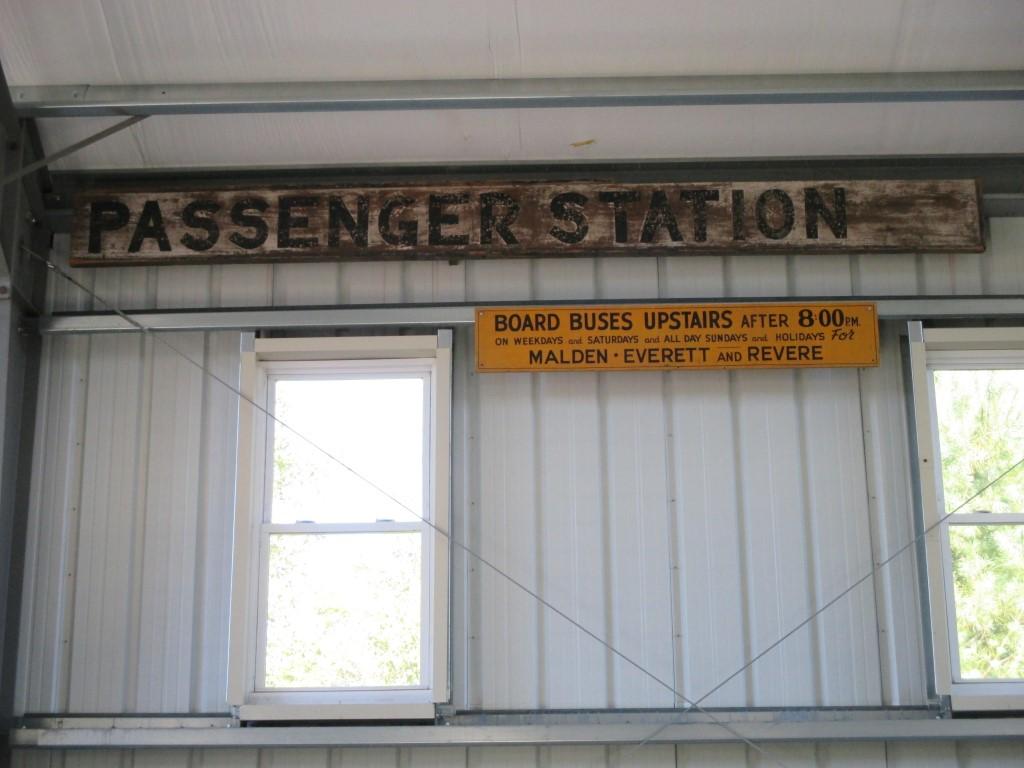 PASSENGER STATION
BOARD BUSES UPSTAIRS AFTER 8:00 P.M.
ON WEEKDAYS and SATURDAYS and ALL DAY SUNDAYS and HOLIDAYS For
MALDEN · EVERETT AND REVERE